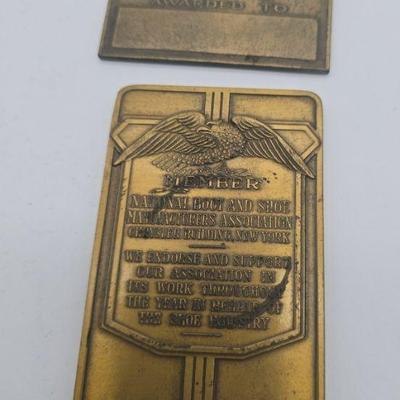 AWARDED TO
MEMBER
NATIONAL BOOT AND SHOE
MANUFACTURERS ASSOCIATION
CHRYSLER BUILDING, NEW YORK
WE ENDORSE AND SUPPORT
OUR ASSOCIATION IN
ITS WORK THROUGHOUT
THE YEAR IN BEHALF OF
THE SHOE INDUSTRY